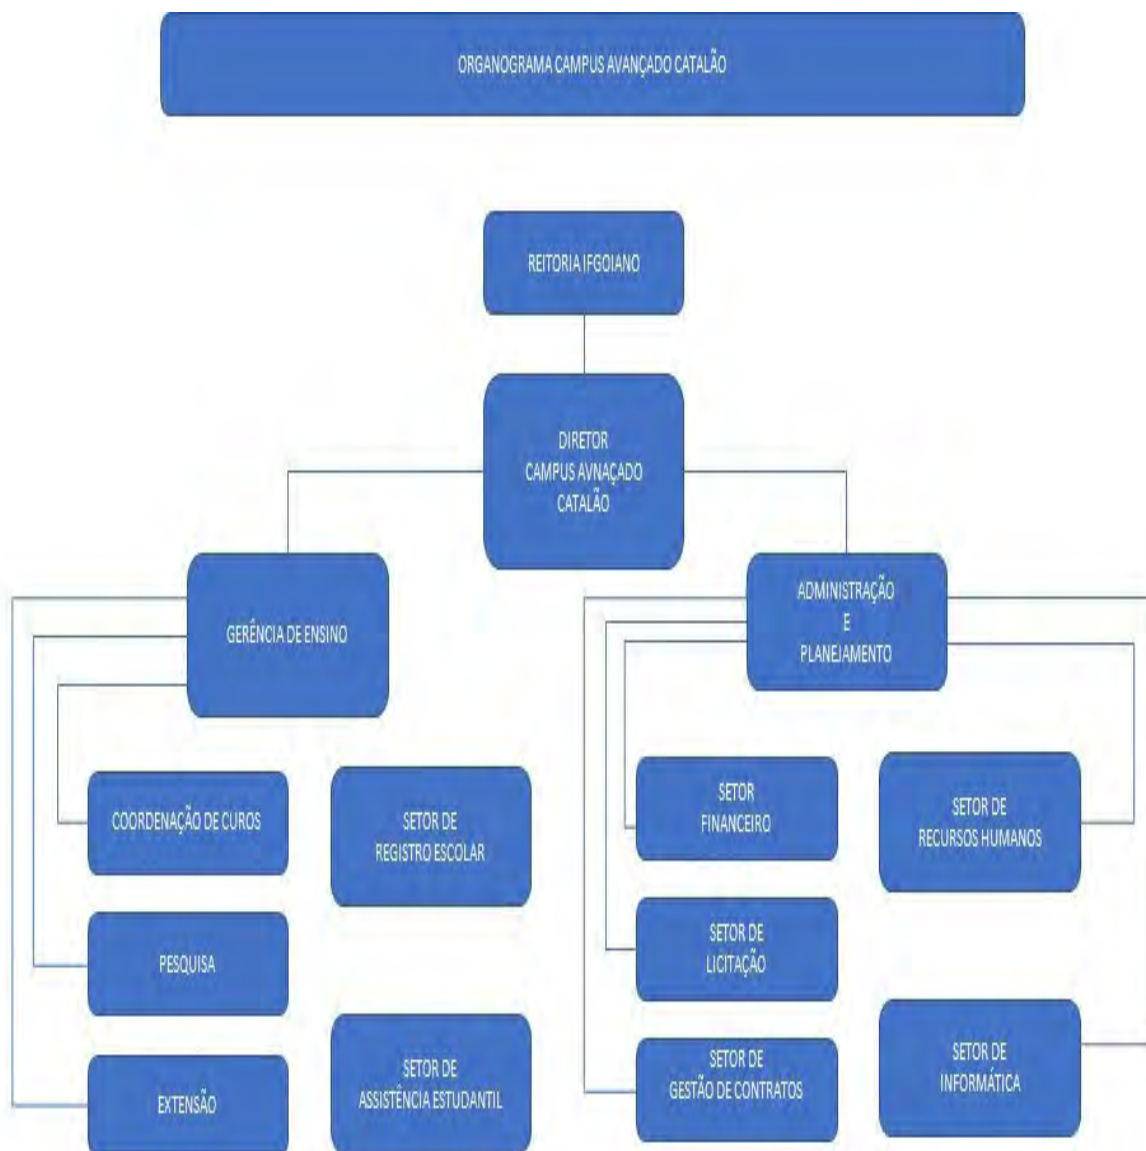 ORGANOGRAMA CAMPUS AVANÇADO CATALÃO
REITORIA IFGOIANO
DIRETOR
CAMPUS AVNAÇADO
CATALÃO
GERÊNCIA DE ENSINO
ADMINISTRAÇÃO
E
PLANEJAMENTO
COORDENAÇÃO DE CUROS
SETOR DE
REGISTRO ESCOLAR
SETOR
FINANCEIRO
SETOR DE
RECURSOS HUMANOS
PESQUISA
SETOR DE
LICITAÇÃO
EXTENSÃO
SETOR DE
ASSISTÊNCIA ESTUDANTIL
SETOR DE
GESTÃO DE CONTRATOS
SETOR DE
INFORMÁTICA